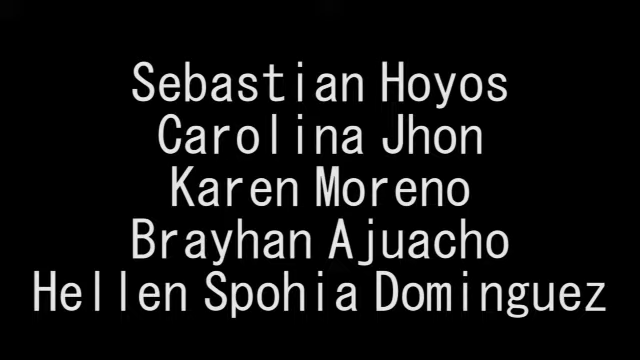 Sebastian Hoyos
Carolina Jhon
Karen Moreno
Brayhan Ajuacho
Hellen Spohia Dominguez